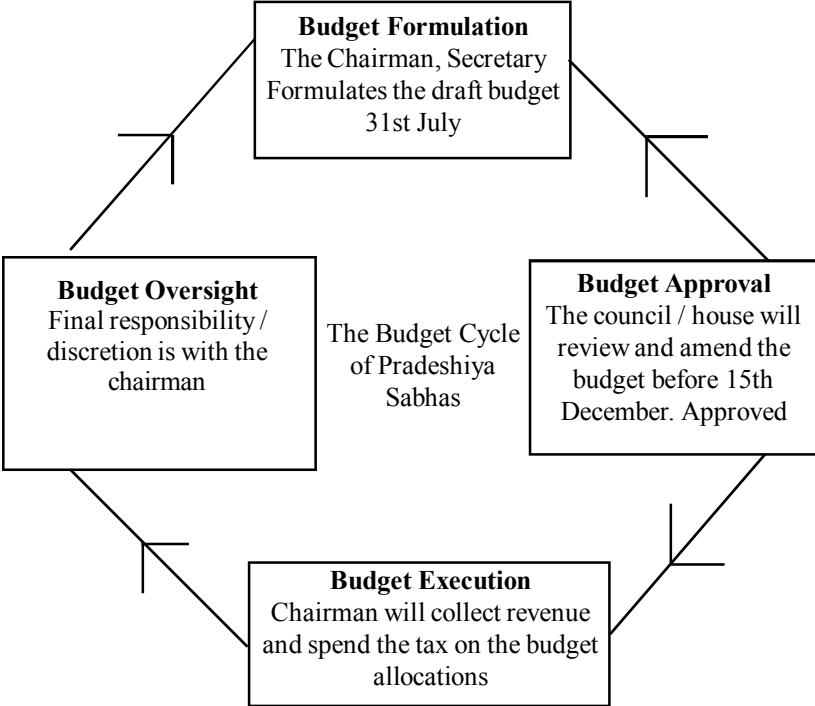 Budget Formulation
The Chairman, Secretary
Formulates the draft budget
31st July
Budget Oversight
Final responsibility /
discretion is with the
chairman
The Budget Cycle
of Pradeshiya
Sabhas
Budget Approval
The council / house will
review and amend the
budget before 15th
December. Approved
Budget Execution
Chairman will collect revenue
and spend the tax on the budget
allocations